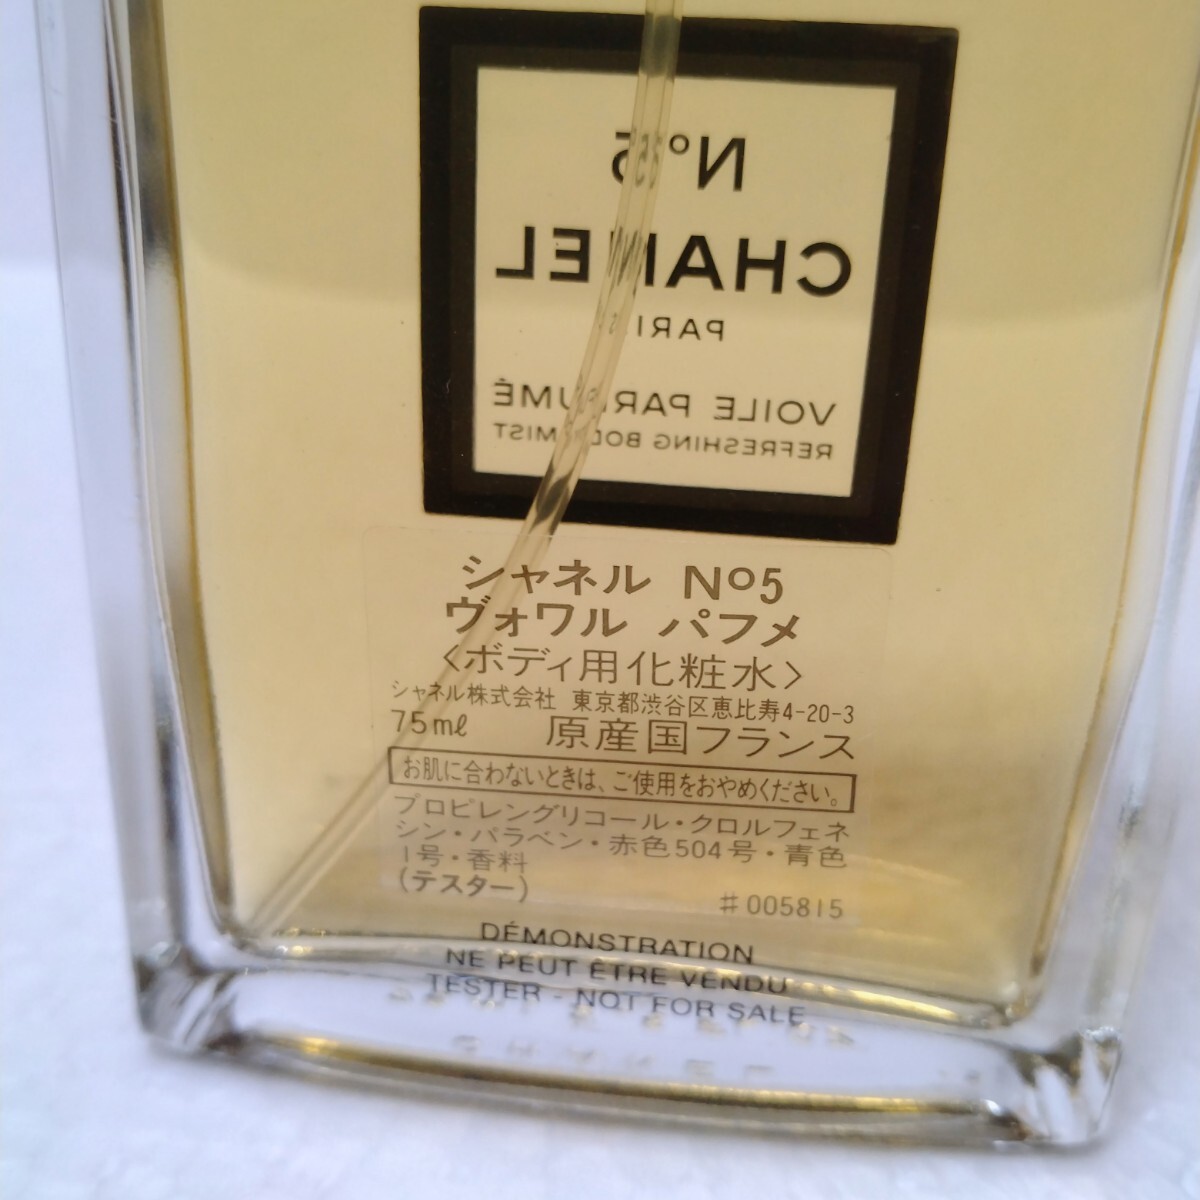 N°5
CHANEL
PARIS
VOILE PARFUMÉ
REFRESHING BODY MIST
シャネル No5
ヴォワル パフメ
〈ボディ用化粧水〉
シャネル株式会社 東京都渋谷区恵比寿4-20-3
75mℓ 原産国フランス
お肌に合わないときは、ご使用をおやめください。
プロピレングリコール・クロルフェネ
シン・パラベン・赤色504号・青色
1号・香料
(テスター) #005815
DÉMONSTRATION
NE PEUT ÊTRE VENDU
TESTER - NOT FOR SALE